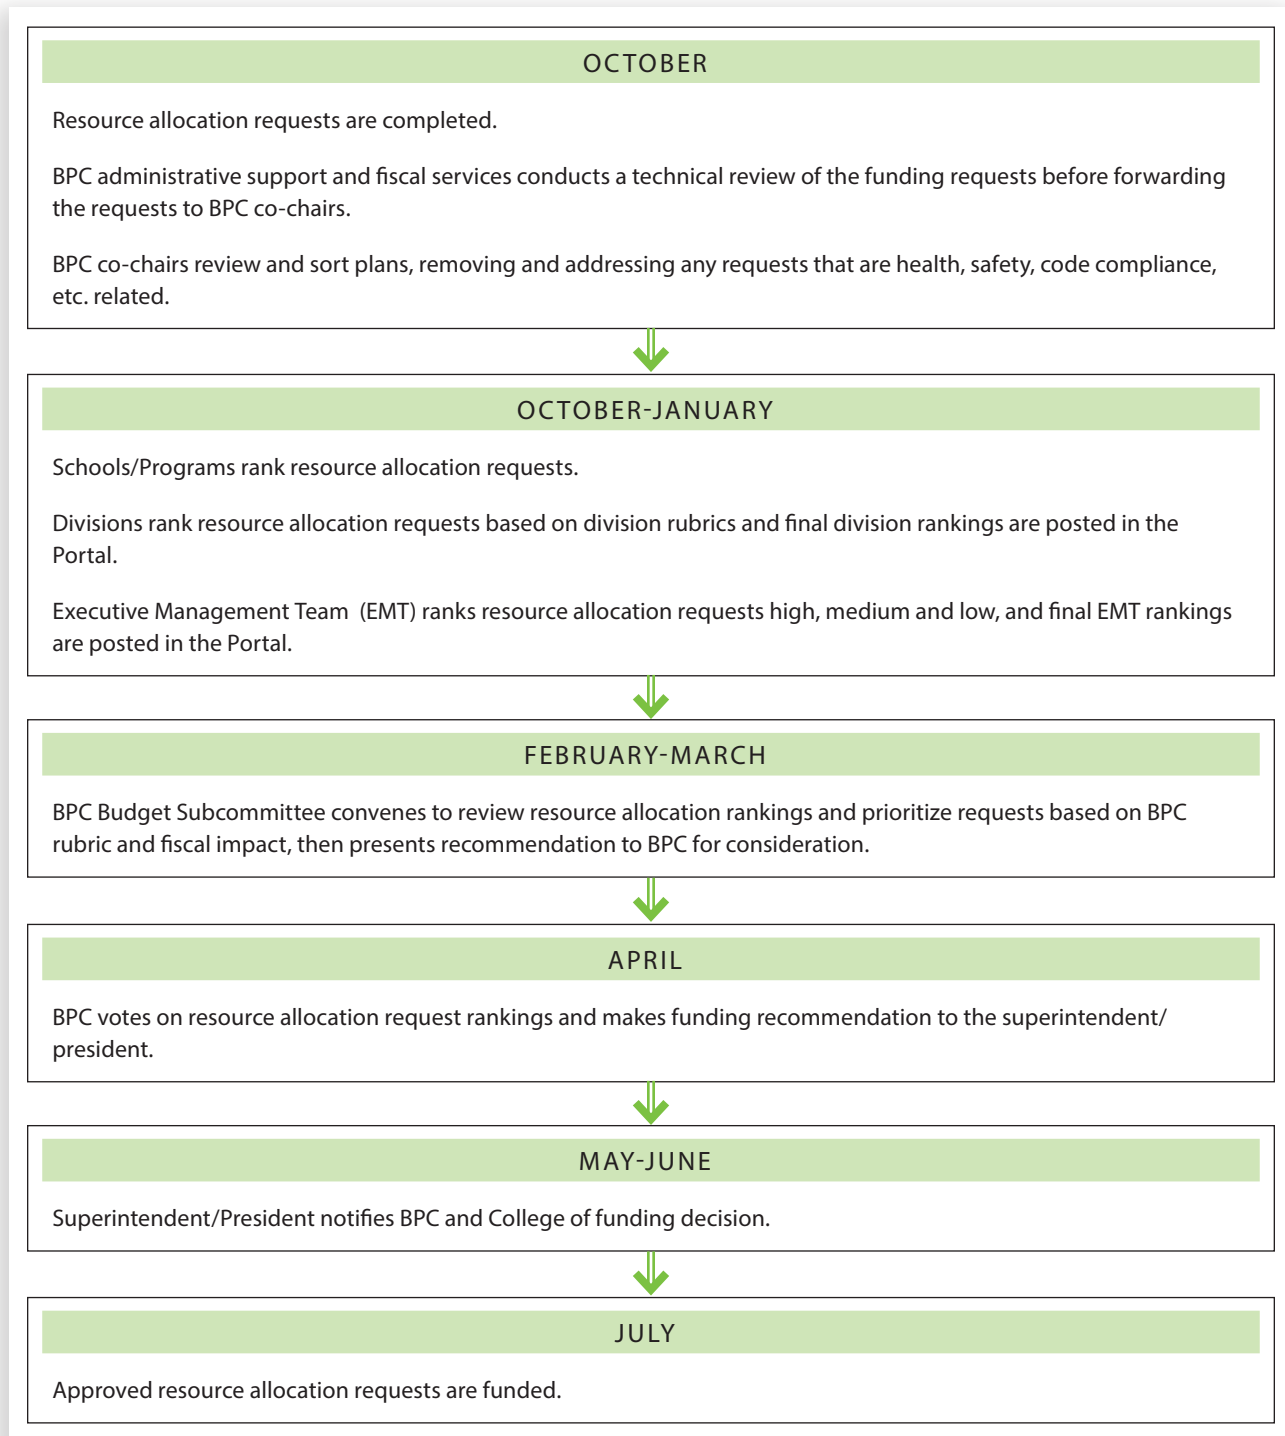 OCTOBER
Resource allocation requests are completed.
BPC administrative support and fiscal services conducts a technical review of the funding requests before forwarding
the requests to BPC co-chairs.
BPC co-chairs review and sort plans, removing and addressing any requests that are health, safety, code compliance,
etc. related.
OCTOBER-JANUARY
Schools/Programs rank resource allocation requests.
Divisions rank resource allocation requests based on division rubrics and final division rankings are posted in the
Portal.
Executive Management Team (EMT) ranks resource allocation requests high, medium and low, and final EMT rankings
are posted in the Portal.
FEBRUARY-MARCH
BPC Budget Subcommittee convenes to review resource allocation rankings and prioritize requests based on BPC
rubric and fiscal impact, then presents recommendation to BPC for consideration.
APRIL
BPC votes on resource allocation request rankings and makes funding recommendation to the superintendent/
president.
MAY-JUNE
Superintendent/President notifies BPC and College of funding decision.
JULY
Approved resource allocation requests are funded.